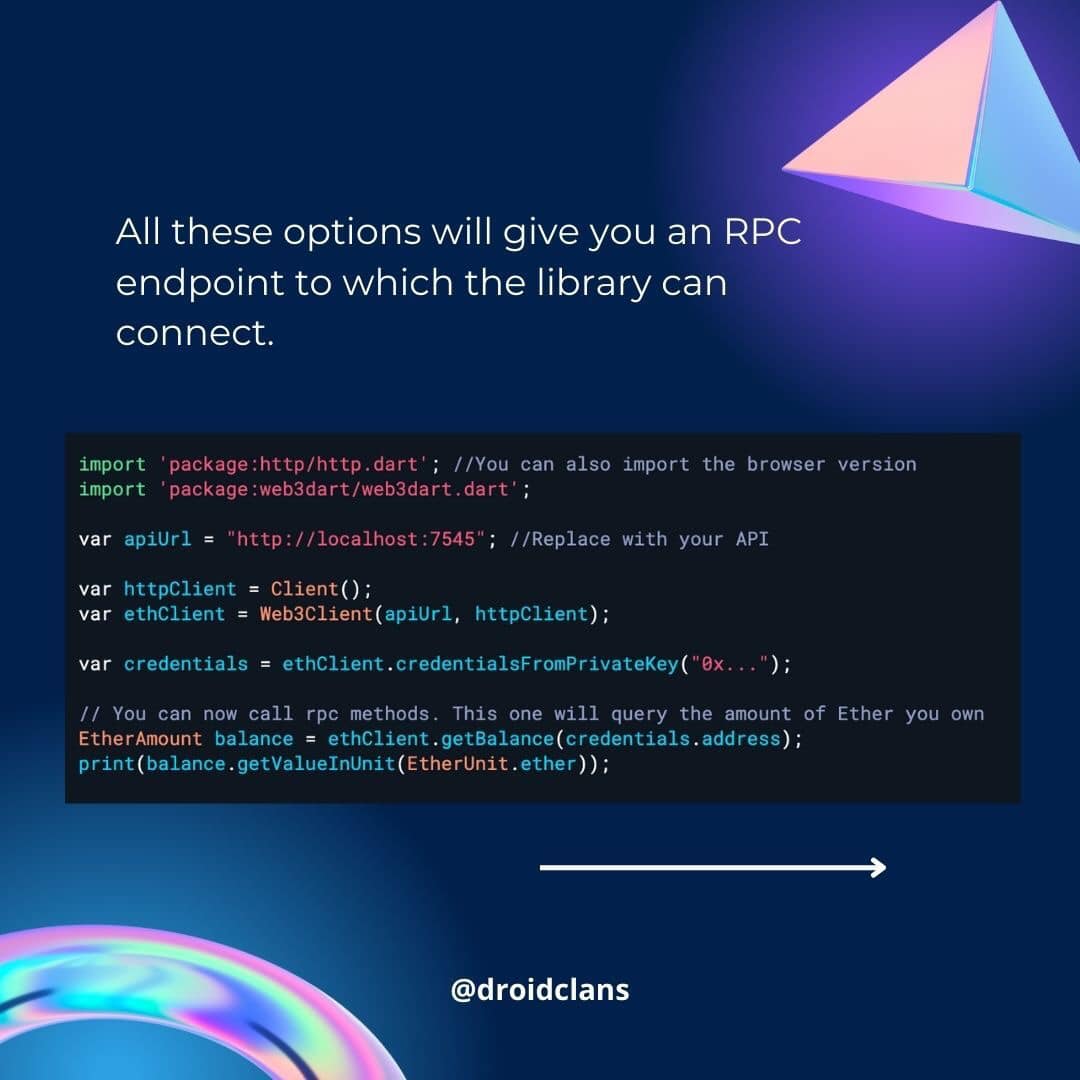 All these options will give you an RPC
endpoint to which the library can
connect.
import 'package:http/http.dart'; //You can also import the browser version
import 'package:web3dart/web3dart.dart';
var apiUrl = "http://localhost:7545"; //Replace with your API
var httpClient = Client();
var ethClient = Web3Client(apiUrl, httpClient);
var credentials = ethClient.credentialsFromPrivateKey("0x...");
// You can now call rpc methods. This one will query the amount of Ether you own
EtherAmount balance = ethClient.getBalance(credentials.address);
print(balance.getValueInUnit(EtherUnit.ether));
@droidclans